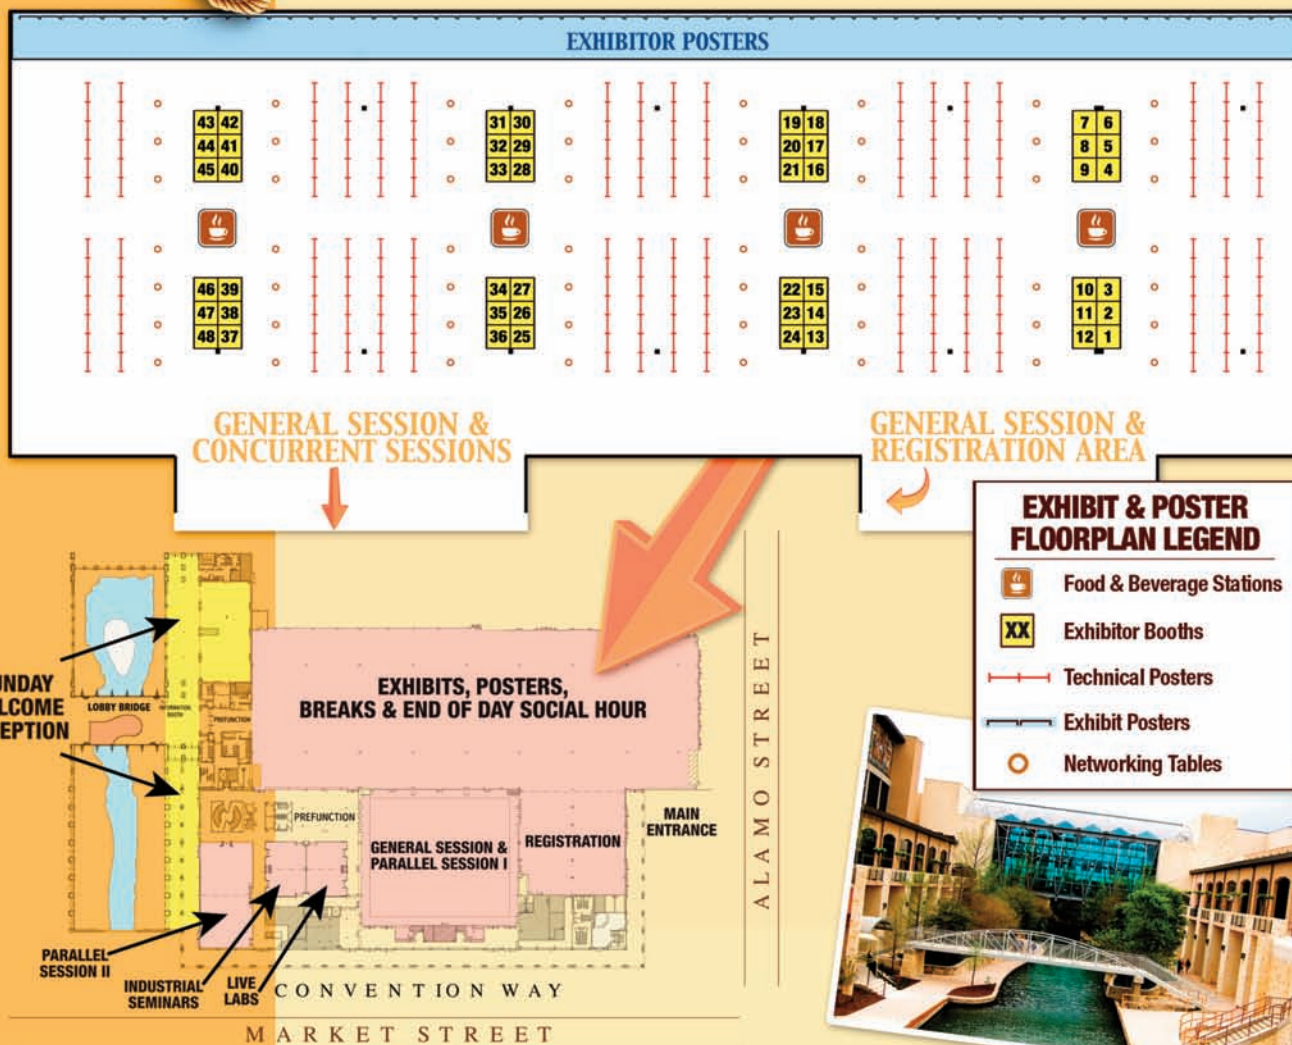 EXHIBITOR POSTERS
43 42
44 41
45 40
31 30
32 29
33 28
19 18
20 17
21 16
7 6
8 5
9 4
46 39
47 38
48 37
34 27
35 26
36 25
22 15
23 14
24 13
10 3
11 2
12 1
GENERAL SESSION &
CONCURRENT SESSIONS
GENERAL SESSION &
REGISTRATION AREA
EXHIBIT & POSTER
FLOORPLAN LEGEND
Food & Beverage Stations
XX Exhibitor Booths
Technical Posters
Exhibit Posters
Networking Tables
UNDAY
LCOME
EPTION
LOBBY BRIDGE
PREFUNCTION
EXHIBITS, POSTERS,
BREAKS & END OF DAY SOCIAL HOUR
ALAMO STREET
PREFUNCTION
GENERAL SESSION &
PARALLEL SESSION I
REGISTRATION
MAIN
ENTRANCE
PARALLEL
SESSION II
INDUSTRIAL
SEMINARS
LIVE
LABS
CONVENTION WAY
MARKET STREET